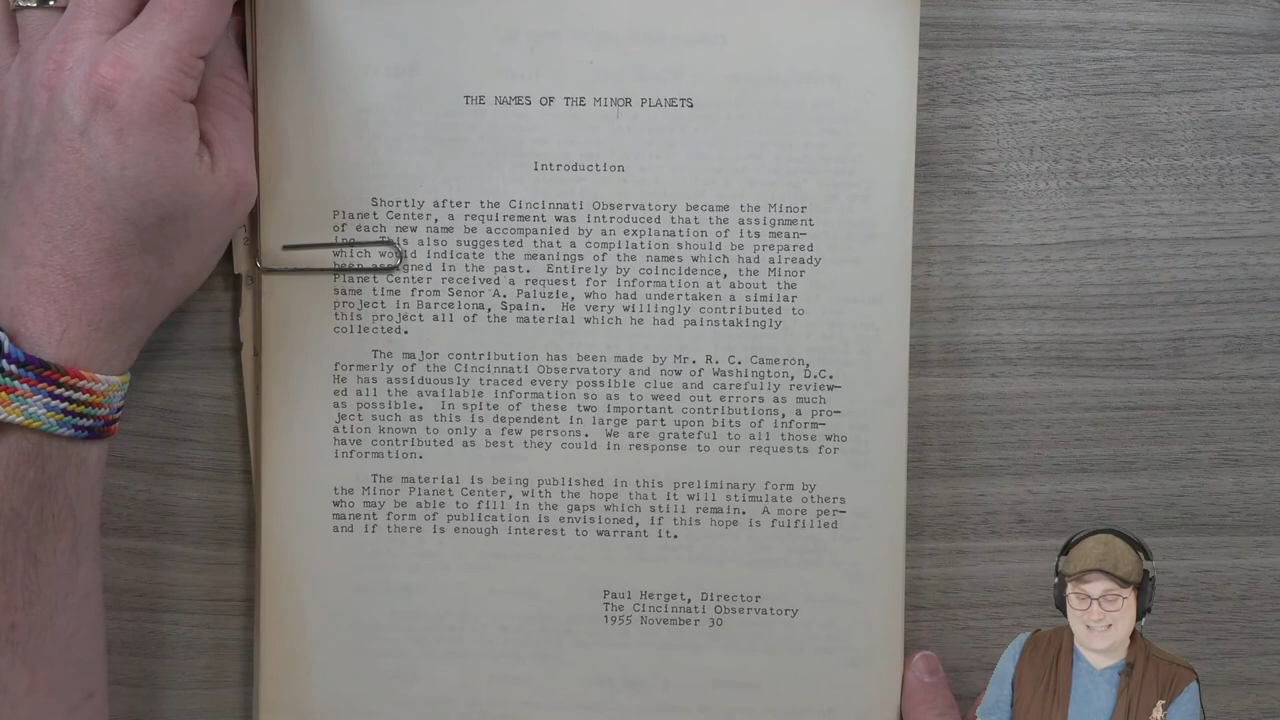 THE NAMES OF THE MINOR PLANETS
Introduction
Shortly after the Cincinnati Observatory became the Minor
Planet Center, a requirement was introduced that the assignment
of each new name be accompanied by an explanation of its mean-
ing. This also suggested that a compilation should be prepared
which would indicate the meanings of the names which had already
been assigned in the past. Entirely by coincidence, the Minor
Planet Center received a request for information at about the
same time from Senor A. Paluzie, who had undertaken a similar
project in Barcelona, Spain. He very willingly contributed to
this project all of the material which he had painstakingly
collected.
The major contribution has been made by Mr. R. C. Cameron,
formerly of the Cincinnati Observatory and now of Washington, D.C.
He has assiduously traced every possible clue and carefully review-
ed all the available information so as to weed out errors as much
as possible. In spite of these two important contributions, a pro-
ject such as this is dependent in large part upon bits of inform-
ation known to only a few persons. We are grateful to all those who
have contributed as best they could in response to our requests for
information.
The material is being published in this preliminary form by
the Minor Planet Center, with the hope that it will stimulate others
who may be able to fill in the gaps which still remain. A more per-
manent form of publication is envisioned, if this hope is fulfilled
and if there is enough interest to warrant it.
Paul Herget, Director
The Cincinnati Observatory
1955 November 30